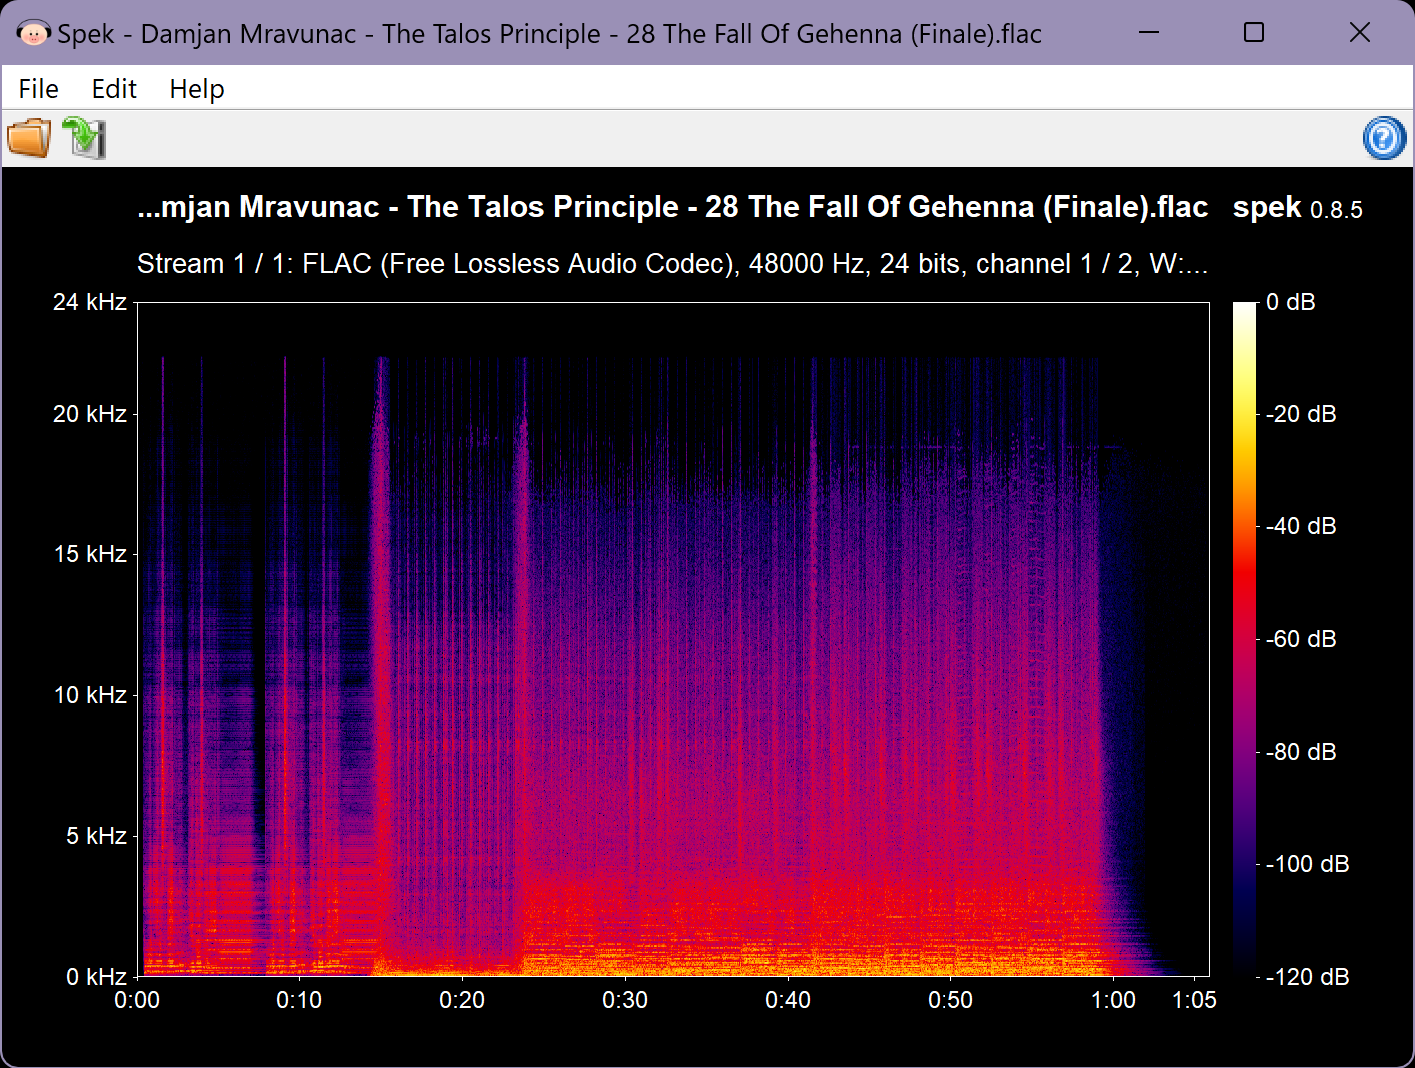 Spek - Damjan Mravunac - The Talos Principle - 28 The Fall Of Gehenna (Finale).flac
File Edit Help
...mjan Mravunac - The Talos Principle - 28 The Fall Of Gehenna (Finale).flac spek 0.8.5
Stream 1 / 1: FLAC (Free Lossless Audio Codec), 48000 Hz, 24 bits, channel 1 / 2, W:...
24 kHz 0 dB
20 kHz -20 dB
-40 dB
15 kHz
-60 dB
10 kHz
-80 dB
5 kHz
-100 dB
0 kHz -120 dB
0:00 0:10 0:20 0:30 0:40 0:50 1:00 1:05